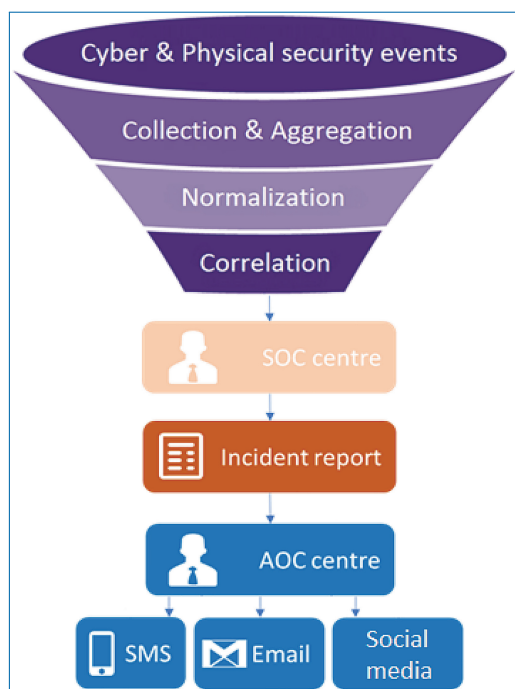 Cyber & Physical security events
Collection & Aggregation
Normalization
Correlation
SOC centre
Incident report
AOC centre
SMS
Email
Social
media